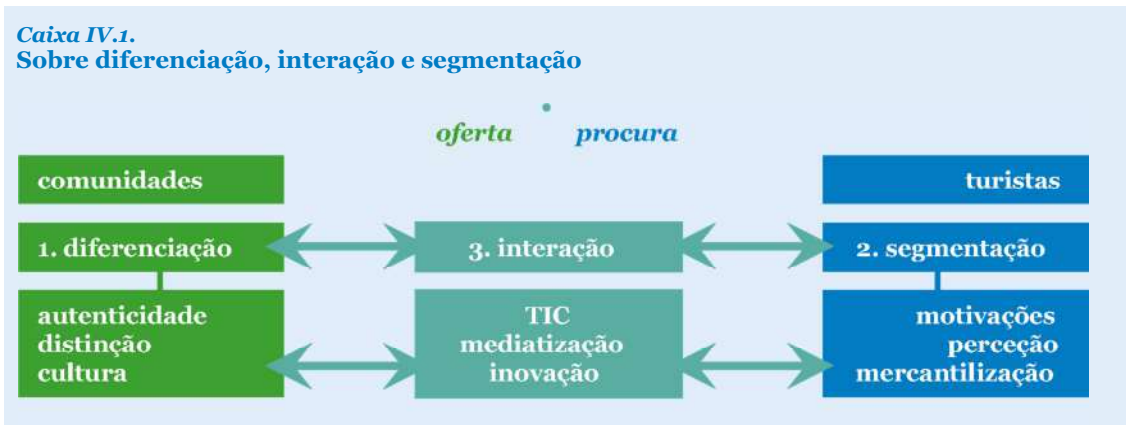 Caixa IV.1.
Sobre diferenciação, interação e segmentação
oferta procura
comunidades
turistas
1. diferenciação
3. interação
2. segmentação
autenticidade
distinção
cultura
TIC
mediatização
inovação
motivações
perceção
mercantilização